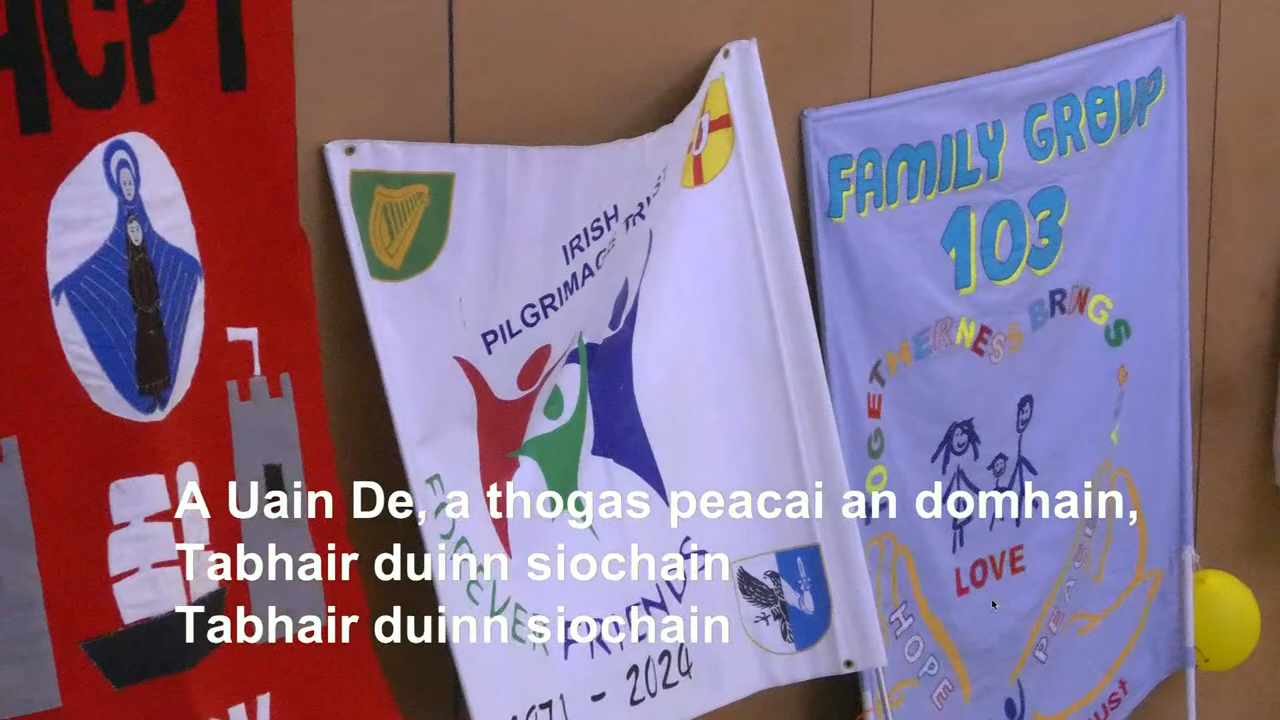 HCPT
IRISH
PILGRIMAGE TRUST
FOREVER FRIENDS
1971 - 2024
FAMILY GROUP
103
TOGETHERNESS BRINGS
LOVE
HOPE
PEACE
A Uain De, a thogas peacai an domhain,
Tabhair duinn siochain
Tabhair duinn siochain